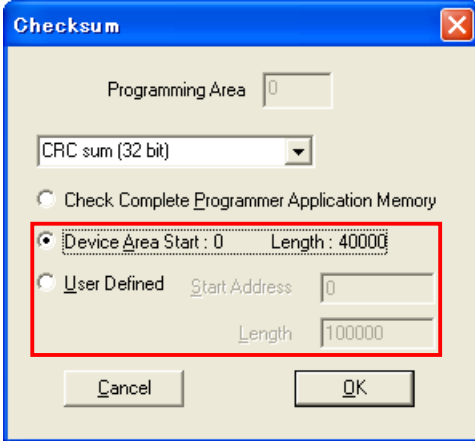 Checksum
Programming Area 0
CRC sum (32 bit)
Check Complete Programmer Application Memory
Device Area Start : 0 Length : 40000
User Defined Start Address 0
Length 100000
Cancel OK